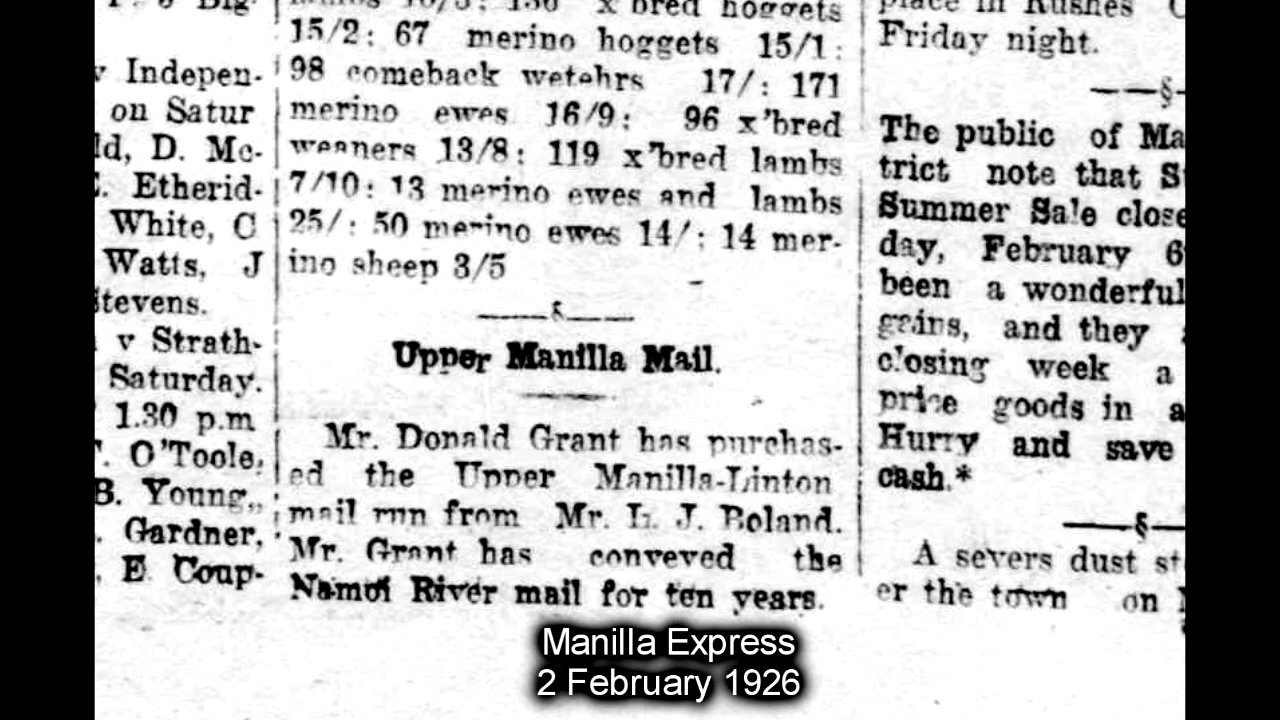 v Indepen-
on Satur
ld, D. Mc-
. Etherid-
White, C
Watts, J
Stevens.
v Strath-
Saturday.
1.30 p.m
. O'Toole,
B. Young,,
. Gardner,
, E Coup-
x'bred hoggets
15/2: 67 merino hoggets 15/1:
98 comeback wetehrs 17/: 171
merino ewes 16/9: 96 x'bred
weaners 13/8: 119 x'bred lambs
7/10: 13 merino ewes and lambs
25/: 50 merino ewes 14/: 14 mer-
ino sheep 3/5
§
Upper Manilla Mail.
Mr. Donald Grant has purchas-
ed the Upper Manilla-Linton
mail run from Mr. L. J. Boland.
Mr. Grant has conveyed the
Namoi River mail for ten years.
place in Rushes C
Friday night.
§
The public of Ma
trict note that S
Summer Sale close
day, February 6
been a wonderful
gains, and they
closing week a
price goods in a
Hurry and save
cash.*
§
A severs dust st
er the town on
Manilla Express
2 February 1926